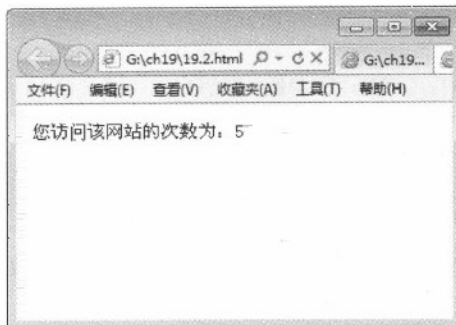 G:\ch19\19.2.html
G:\ch19...
文件(F) 编辑(E) 查看(V) 收藏夹(A) 工具(T) 帮助(H)
您访问该网站的次数为：5